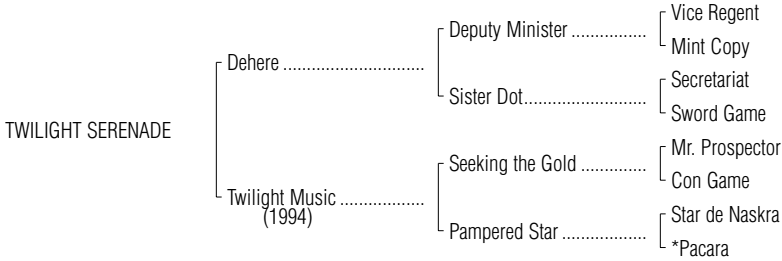 Vice Regent
Deputy Minister ................
Mint Copy
Dehere .............................
Secretariat
Sister Dot.........................
Sword Game
TWILIGHT SERENADE
Mr. Prospector
Seeking the Gold ..............
Con Game
Twilight Music .................
(1994)
Star de Naskra
Pampered Star .................
*Pacara